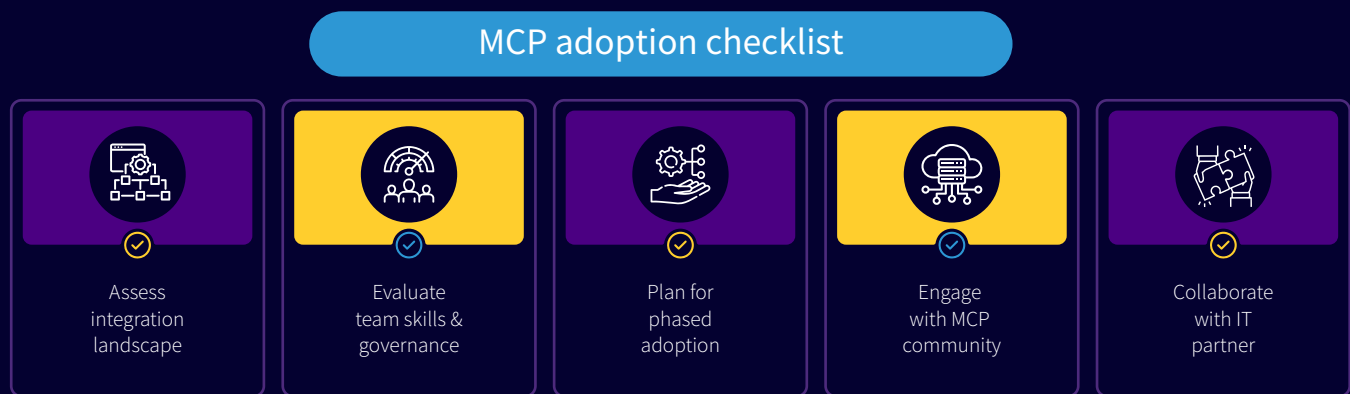 MCP adoption checklist
Assess
integration
landscape
Evaluate
team skills &
governance
Plan for
phased
adoption
Engage
with MCP
community
Collaborate
with IT
partner